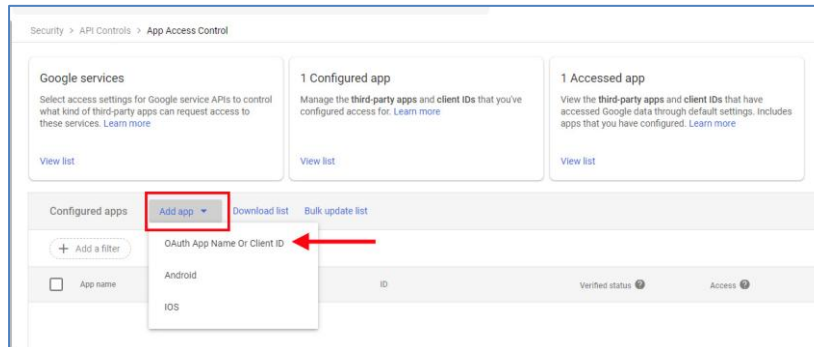 Security > API Controls > App Access Control
Google services
Select access settings for Google service APIs to control
what kind of third-party apps can request access to
these services. Learn more
View list
1 Configured app
Manage the third-party apps and client IDs that you've
configured access for. Learn more
View list
1 Accessed app
View the third-party apps and client IDs that have
accessed Google data through default settings. Includes
apps that you have configured. Learn more
View list
Configured apps Add app Download list Bulk update list
+ Add a filter
OAuth App Name Or Client ID
Android
IOS
App name ID Verified status Access